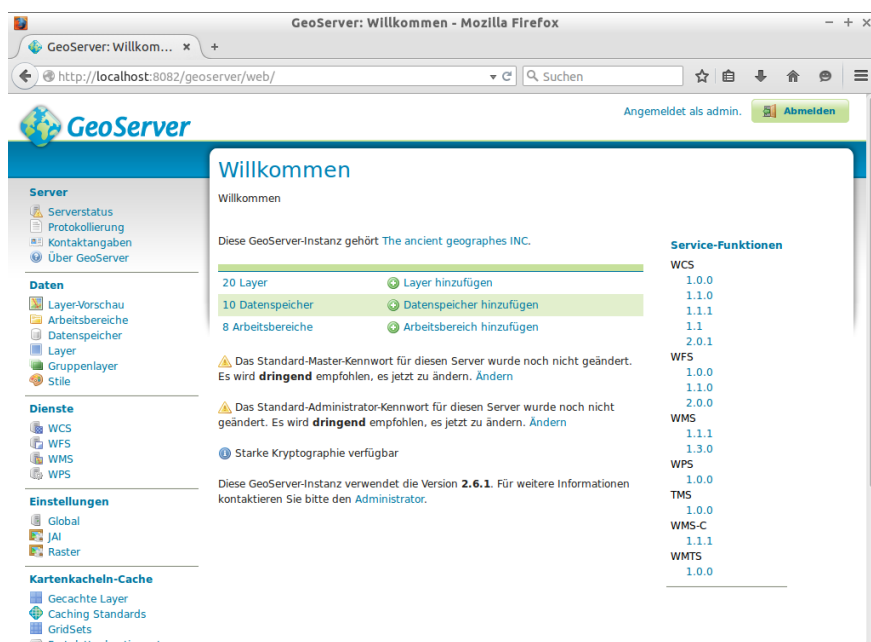 GeoServer: Willkommen - Mozilla Firefox
GeoServer: Willkom...
http://localhost:8082/geoserver/web/
Suchen
GeoServer
Angemeldet als admin.
Abmelden
Server
Serverstatus
Protokollierung
Kontaktangaben
Über GeoServer
Daten
Layer-Vorschau
Arbeitsbereiche
Datenspeicher
Layer
Gruppenlayer
Stile
Dienste
WCS
WFS
WMS
WPS
Einstellungen
Global
JAI
Raster
Kartenkacheln-Cache
Gecachte Layer
Caching Standards
GridSets
Willkommen
Willkommen
Diese GeoServer-Instanz gehört The ancient geographes INC.
20 Layer Layer hinzufügen
10 Datenspeicher Datenspeicher hinzufügen
8 Arbeitsbereiche Arbeitsbereich hinzufügen
Das Standard-Master-Kennwort für diesen Server wurde noch nicht geändert.
Es wird dringend empfohlen, es jetzt zu ändern. Ändern
Das Standard-Administrator-Kennwort für diesen Server wurde noch nicht
geändert. Es wird dringend empfohlen, es jetzt zu ändern. Ändern
Starke Kryptographie verfügbar
Diese GeoServer-Instanz verwendet die Version 2.6.1. Für weitere Informationen
kontaktieren Sie bitte den Administrator.
Service-Funktionen
WCS
1.0.0
1.1.0
1.1.1
1.1
2.0.1
WFS
1.0.0
1.1.0
2.0.0
WMS
1.1.1
1.3.0
WPS
1.0.0
TMS
1.0.0
WMS-C
1.1.1
WMTS
1.0.0